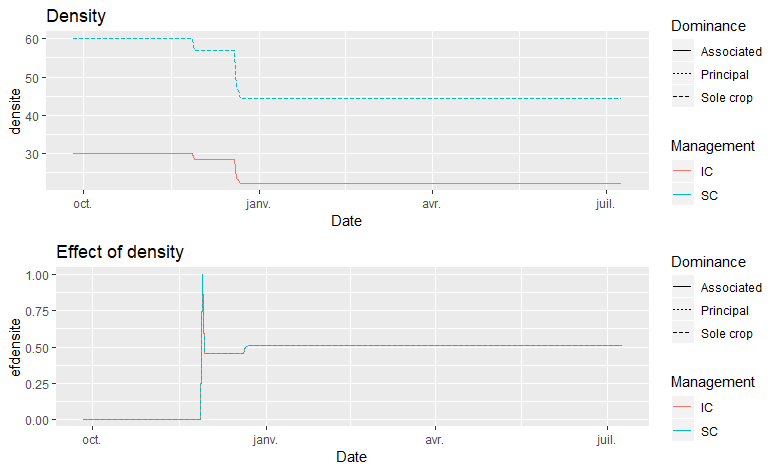 Density
60
50
40
30
densite
oct.
janv.
avr.
juil.
Date
Dominance
Associated
Principal
Sole crop
Management
IC
SC
Effect of density
1.00
0.75
0.50
0.25
0.00
efdensite
oct.
janv.
avr.
juil.
Date
Dominance
Associated
Principal
Sole crop
Management
IC
SC